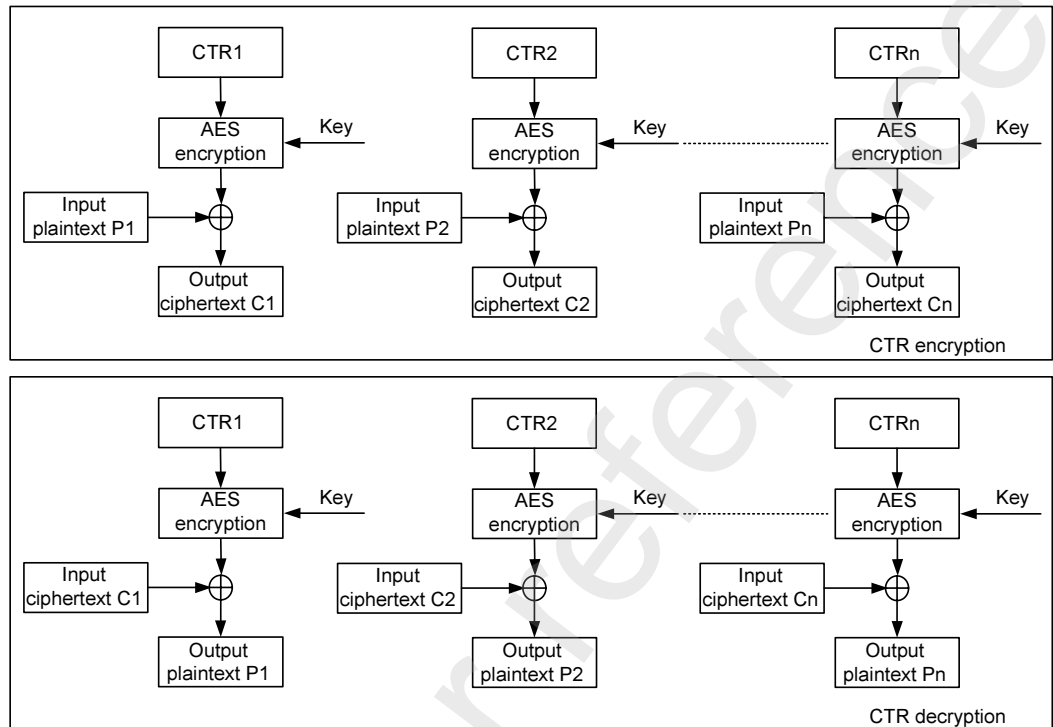 CTR1 CTR2 CTRn
AES AES AES
encryption Key encryption Key encryption Key
Input Input Input
plaintext P1 plaintext P2 plaintext Pn
Output Output Output
ciphertext C1 ciphertext C2 ciphertext Cn
CTR encryption
CTR1 CTR2 CTRn
AES AES AES
encryption Key encryption Key encryption Key
Input Input Input
ciphertext C1 ciphertext C2 ciphertext Cn
Output Output Output
plaintext P1 plaintext P2 plaintext Pn
CTR decryption
r reference